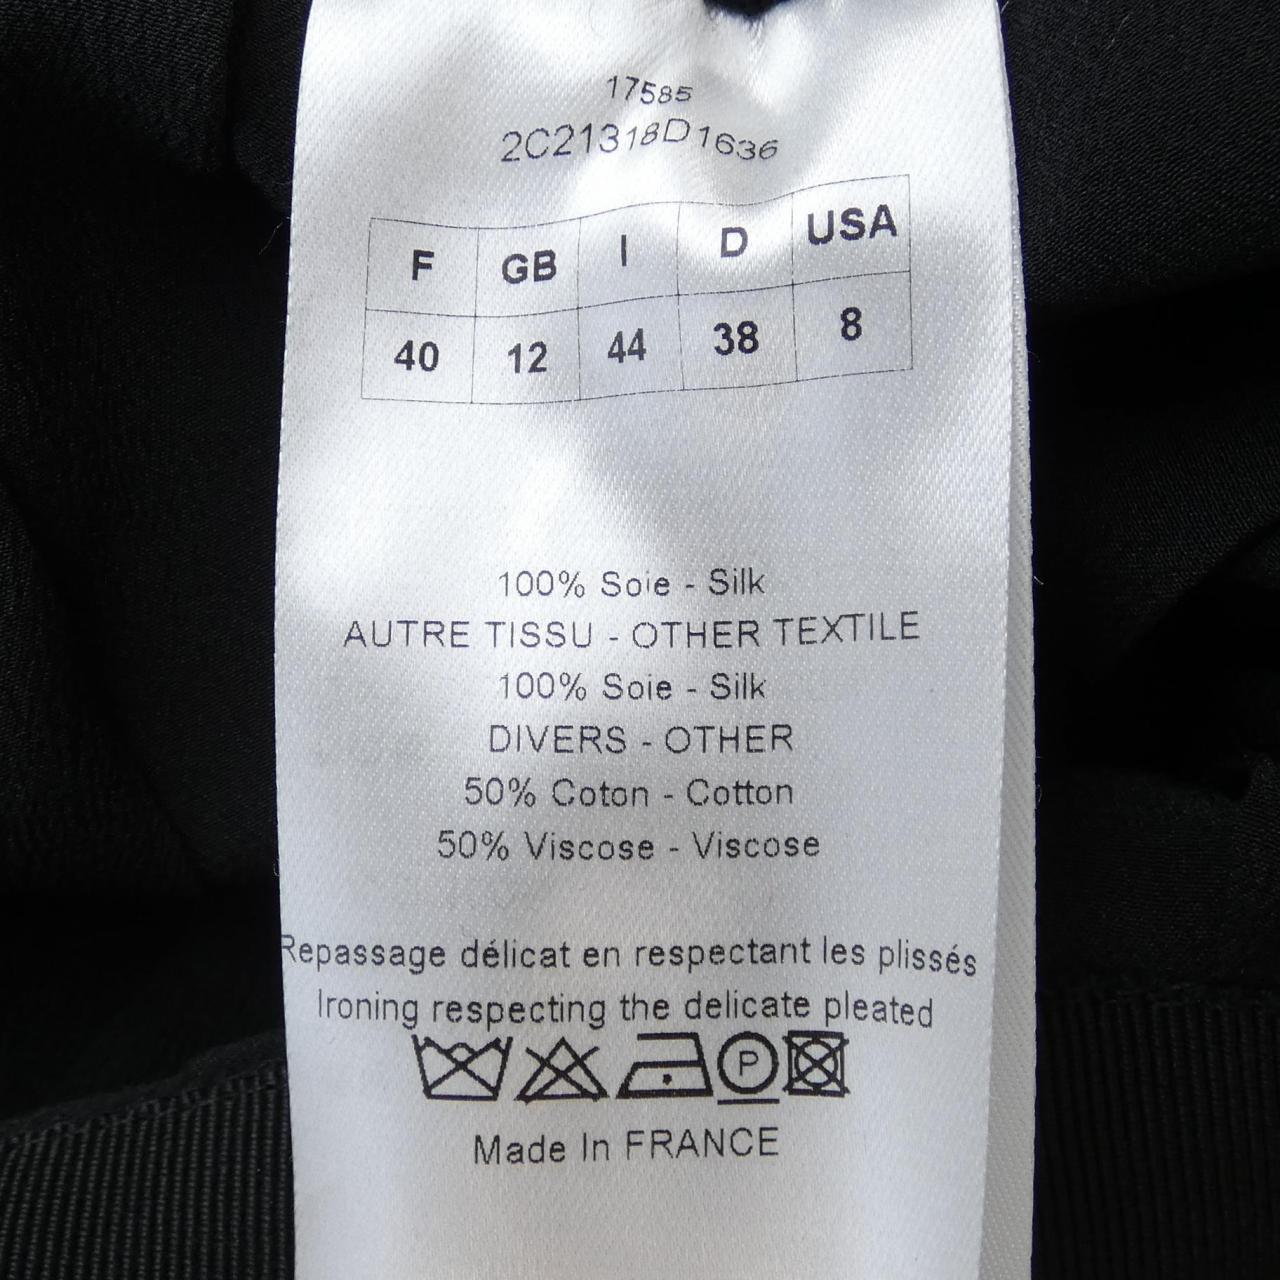 17585
2C21318D1636
F GB I D USA
40 12 44 38 8
100% Soie - Silk
AUTRE TISSU - OTHER TEXTILE
100% Soie - Silk
DIVERS - OTHER
50% Coton - Cotton
50% Viscose - Viscose
Repassage délicat en respectant les plissés
Ironing respecting the delicate pleated
P
Made In FRANCE